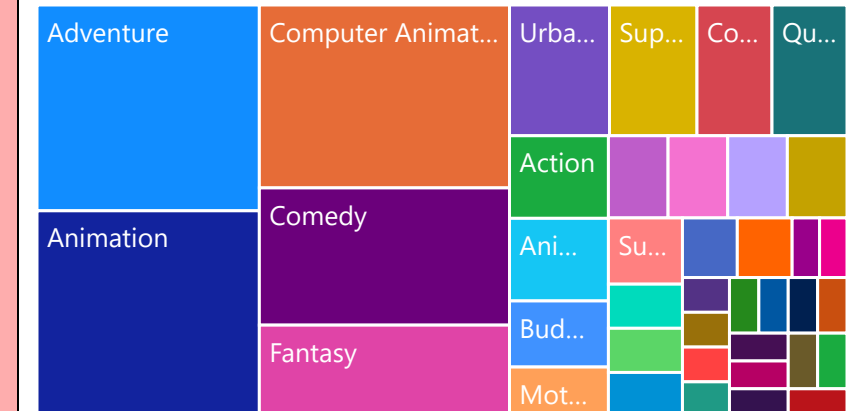 Adventure
Computer Animat...
Urba...
Sup...
Co...
Qu...
Action
Animation
Comedy
Ani...
Su...
Bud...
Fantasy
Mot...